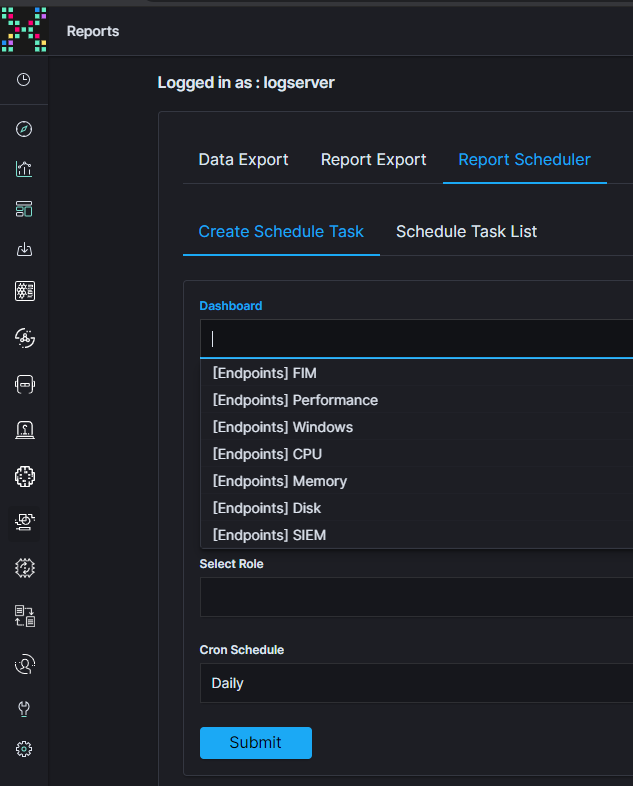 Reports
Logged in as : logserver
Data Export Report Export Report Scheduler
Create Schedule Task Schedule Task List
Dashboard
[Endpoints] FIM
[Endpoints] Performance
[Endpoints] Windows
[Endpoints] CPU
[Endpoints] Memory
[Endpoints] Disk
[Endpoints] SIEM
Select Role
Cron Schedule
Daily
Submit